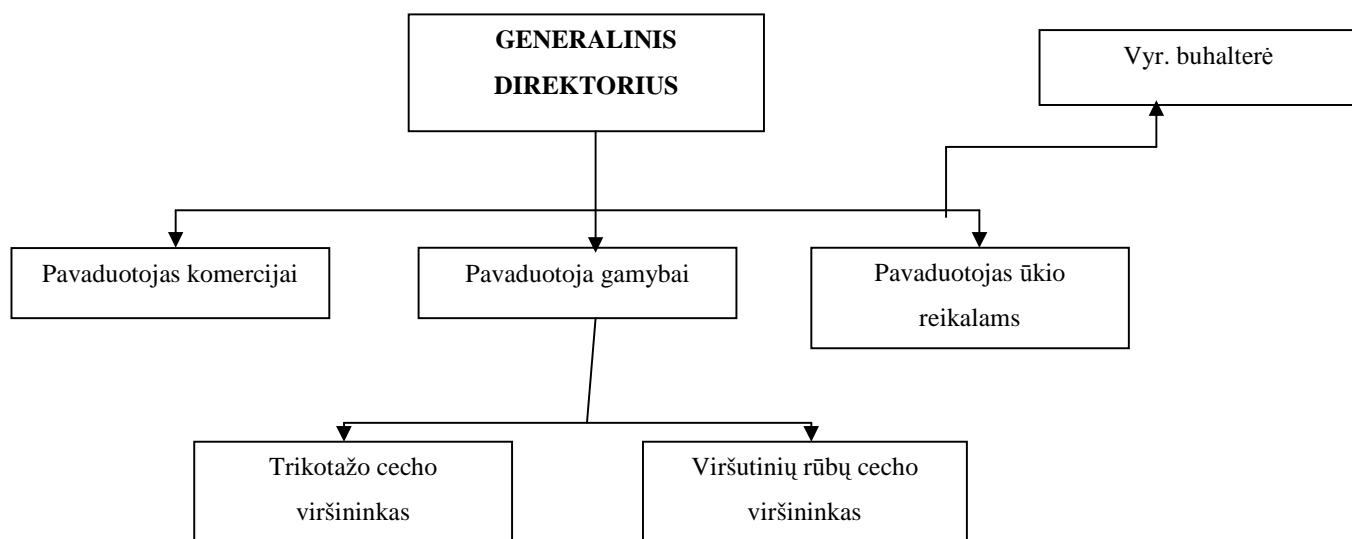 GENERALINIS
DIREKTORIUS
Vyr. buhalterė
Pavaduotojas komercijai
Pavaduotoja gamybai
Pavaduotojas ūkio
reikalams
Trikotažo cecho
viršininkas
Viršutinių rūbų cecho
viršininkas